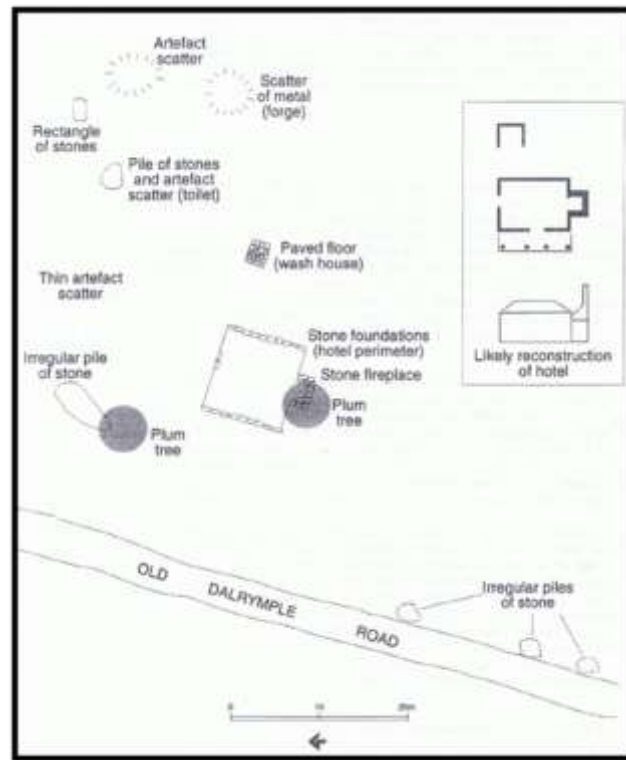 Artefact
scatter
Scatter
of metal
(forge)
Rectangle
of stones
Pile of stones
and artefact
scatter (toilet)
Paved floor
(wash house)
Thin artefact
scatter
Stone foundations
(hotel perimeter)
Likely reconstruction
of hotel
Irregular pile
of stone
Stone fireplace
Plum
tree
Plum
tree
OLD DALRYMPLE ROAD
Irregular piles
of stone
0 10